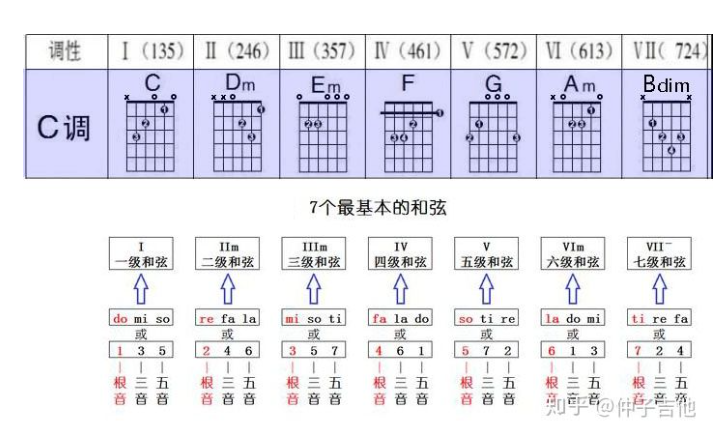 调性 I（135） II（246） III（357） IV（461） V（572） VI（613） VII（ 724）
C调 C Dm Em F G Am Bdim
7个最基本的和弦
I IIm IIIm IV V VIm VII⁻
一级和弦 二级和弦 三级和弦 四级和弦 五级和弦 六级和弦 七级和弦
do mi so re fa la mi so ti fa la do so ti re la do mi ti re fa
或 或 或 或 或 或 或
1 3 5 2 4 6 3 5 7 4 6 1 5 7 2 6 1 3 7 2 4
根 三 五 根 三 五 根 三 五 根 三 五 根 三 五 根 三 五 根 三 五
音 音 音 音 音 音 音 音 音 音 音 音 音 音 音 音 音 音 音 音 音
知乎 @仲子吉他